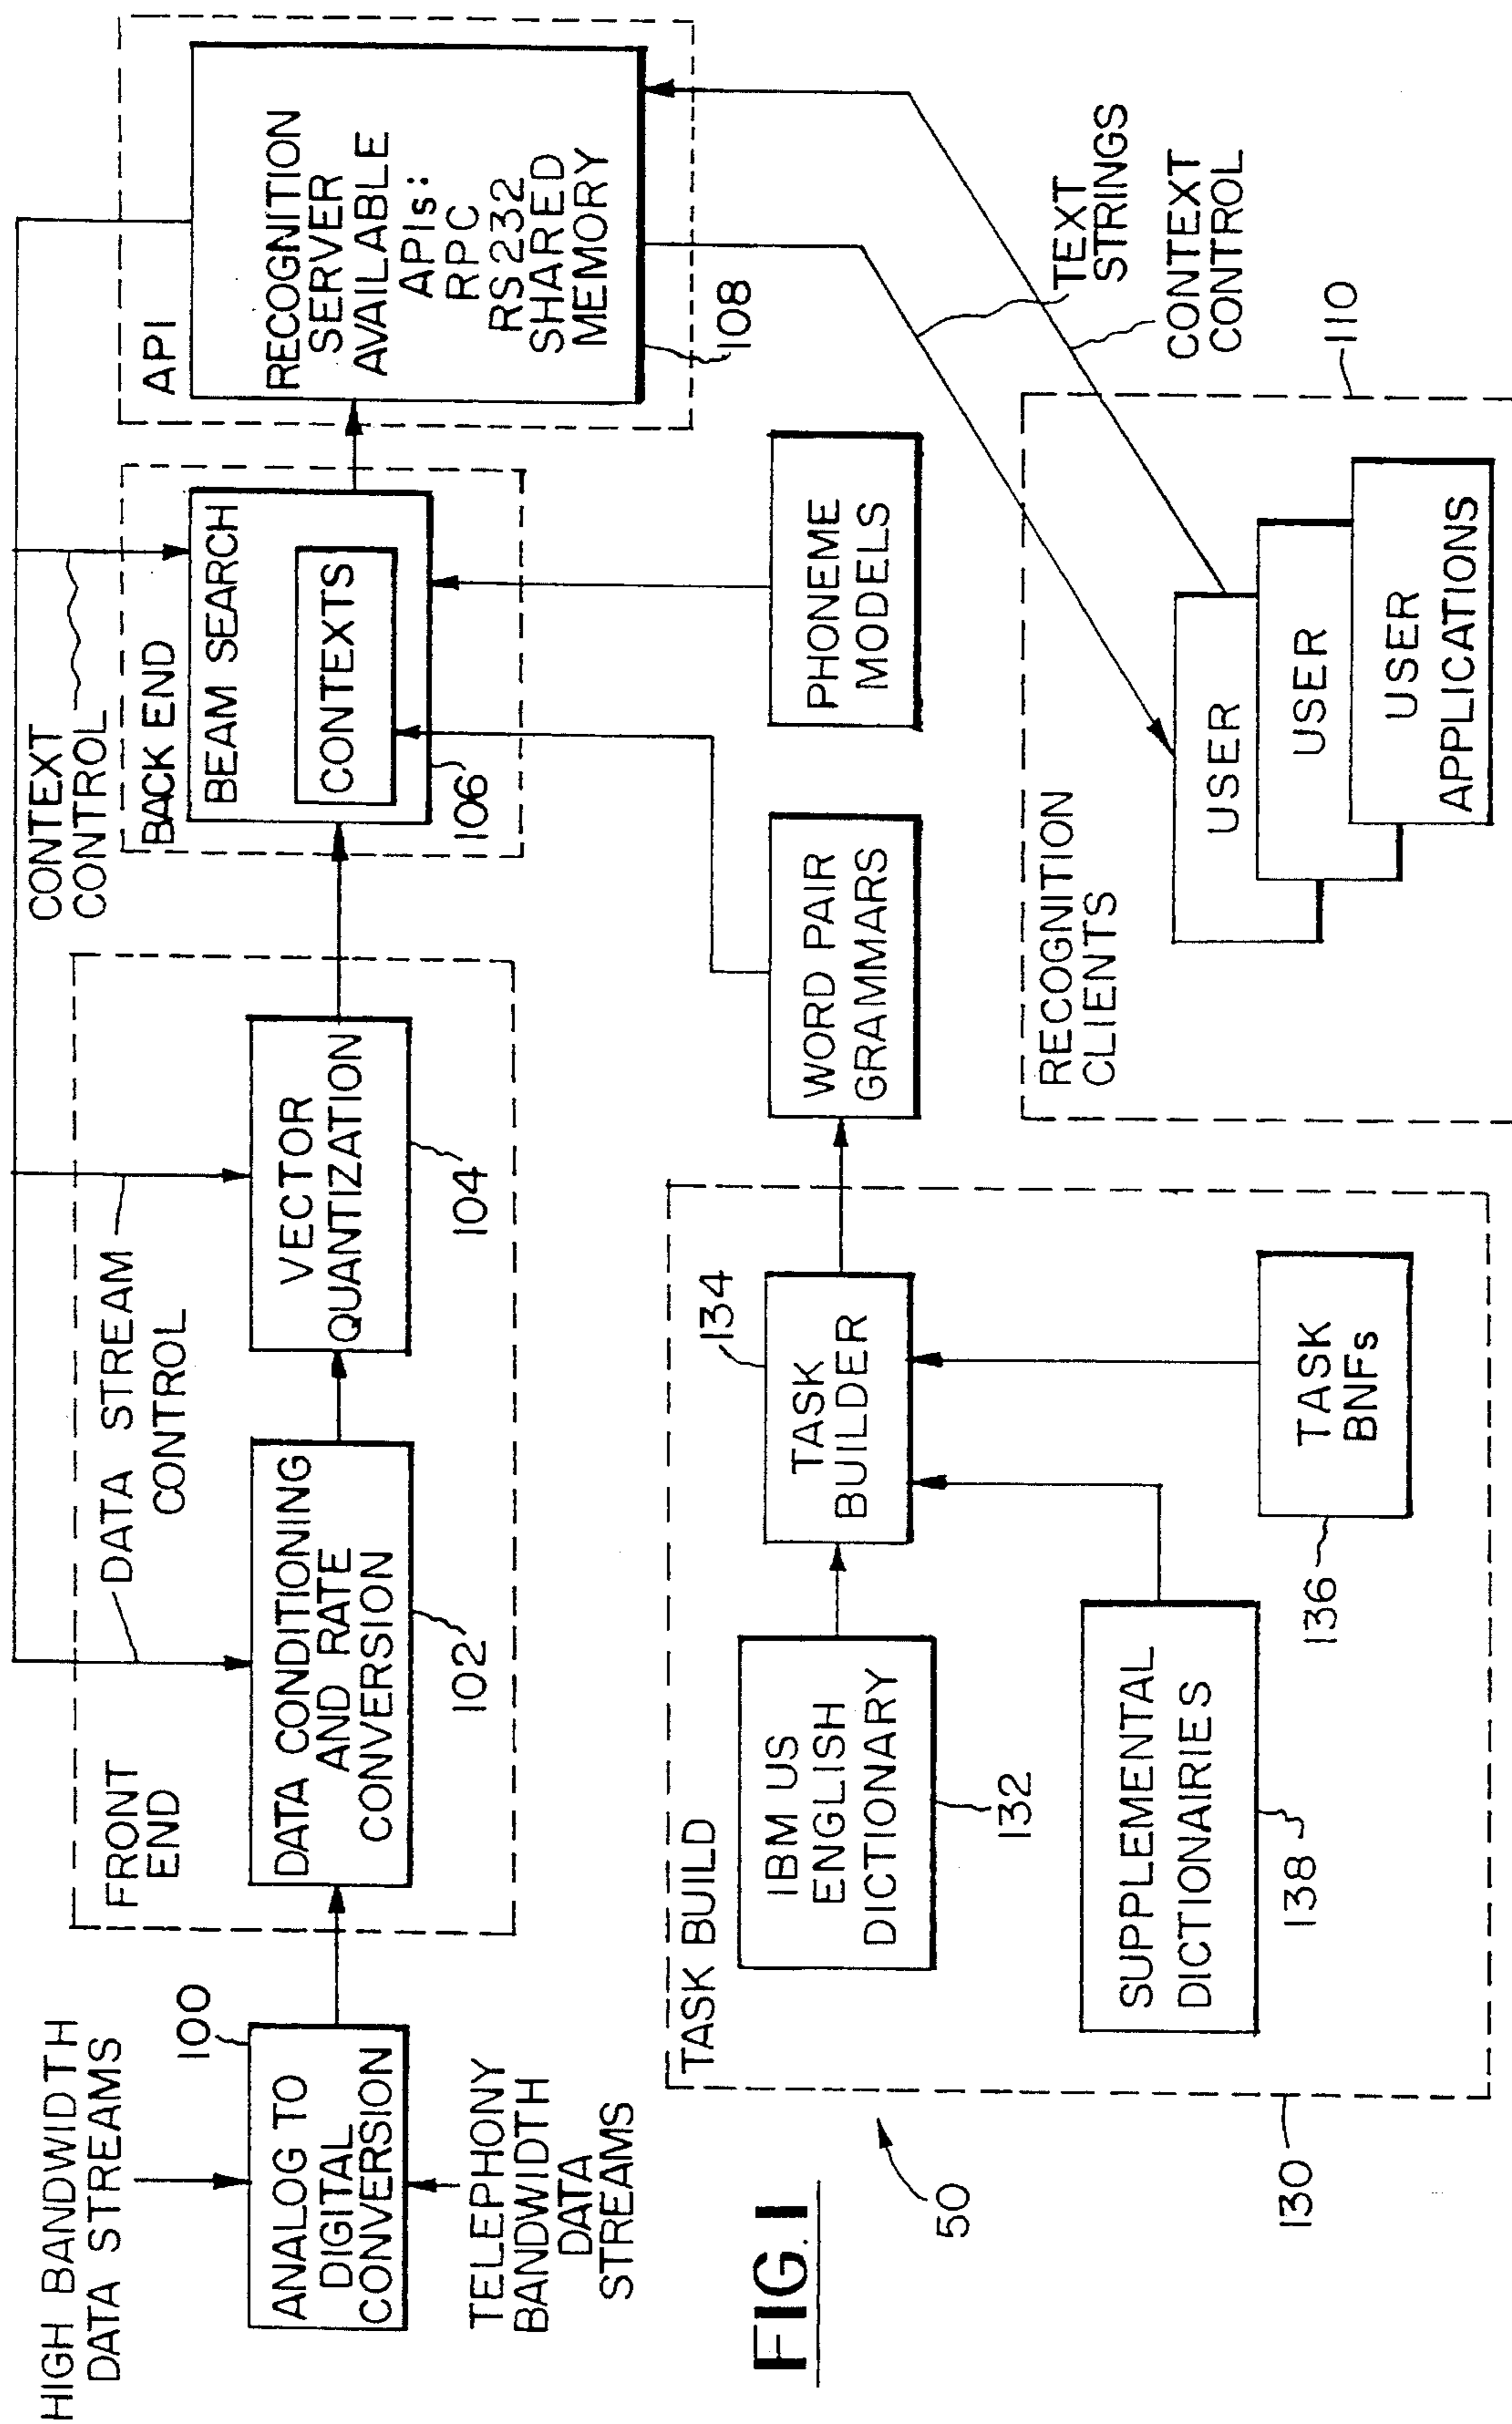 HIGH BANDWIDTH
DATA STREAMS
100
ANALOG TO
DIGITAL
CONVERSION
TELEPHONY
BANDWIDTH
DATA
STREAMS
FRONT
END
DATA STREAM
CONTROL
DATA CONDITIONING
AND RATE
CONVERSION
102
VECTOR
QUANTIZATION
104
CONTEXT
CONTROL
BACK END
BEAM SEARCH
CONTEXTS
106
API
RECOGNITION
SERVER
AVAILABLE
APIs:
RPC
RS232
SHARED
MEMORY
108
TASK BUILD
IBM US
ENGLISH
DICTIONARY
132
134
TASK
BUILDER
SUPPLEMENTAL
DICTIONAIRIES
138
TASK
BNFs
136
130
50
WORD PAIR
GRAMMARS
PHONEME
MODELS
TEXT
STRINGS
CONTEXT
CONTROL
110
RECOGNITION
CLIENTS
USER
USER
USER
APPLICATIONS
FIG. 1